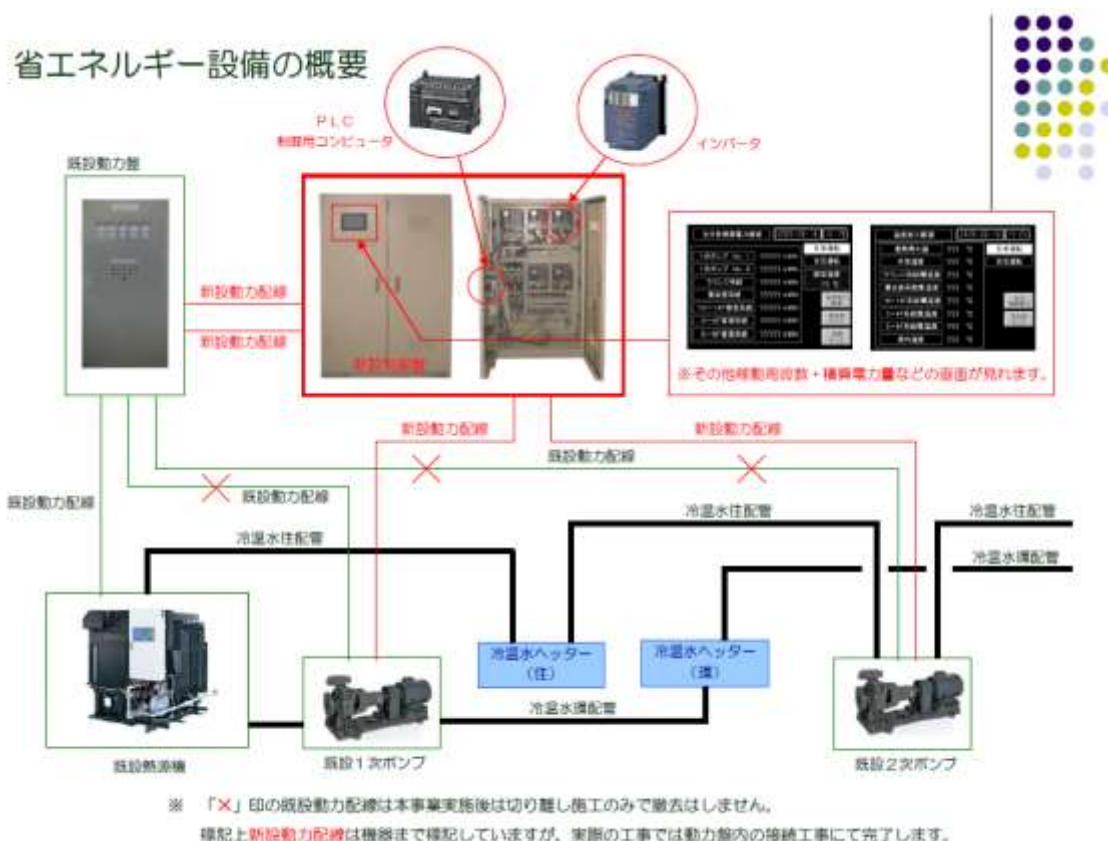 省エネルギー設備の概要
PLC
制御用コンピュータ
インバータ
既設動力盤
新設動力配線
新設動力配線
新設制御盤
※その他稼動周波数+積算電力量などの画面が見れます。
新設動力配線
新設動力配線
既設動力配線
既設動力配線
既設動力配線
冷温水往配管
冷温水往配管
冷温水往配管
冷温水還配管
冷温水ヘッター
(往)
冷温水ヘッター
(還)
冷温水還配管
既設熱源機
既設1次ポンプ
既設2次ポンプ
※ 「×」印の既設動力配線は本事業実施後は切り離し施工のみで撤去はしません。
標記上新設動力配線は機器まで標記していますが、実際の工事では動力盤内の接続工事にて完了します。